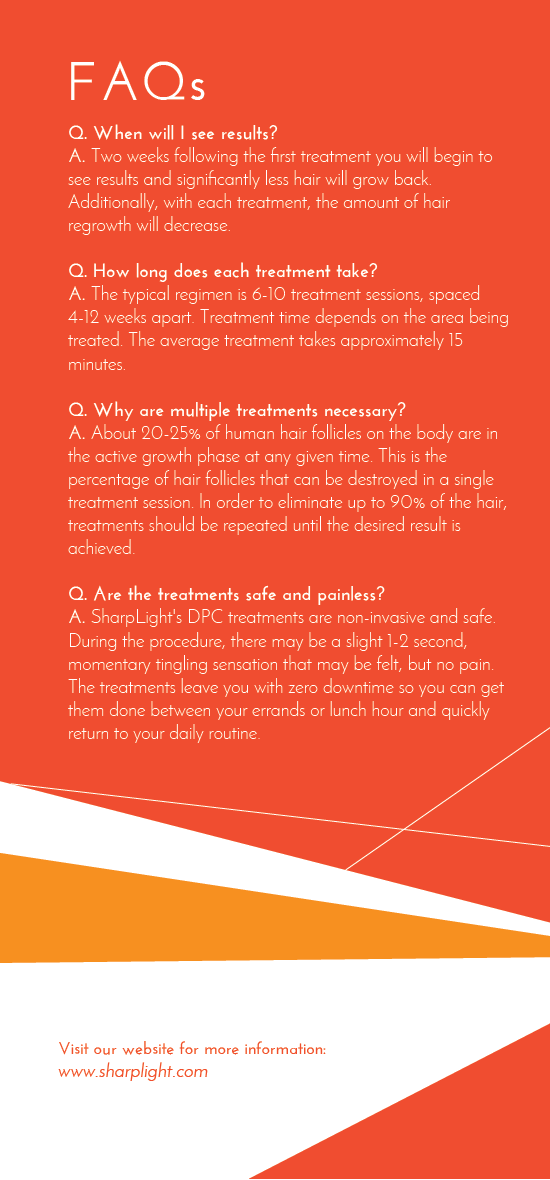 FAQs
Q. When will I see results?
A. Two weeks following the first treatment you will begin to
see results and significantly less hair will grow back.
Additionally, with each treatment, the amount of hair
regrowth will decrease.
Q. How long does each treatment take?
A. The typical regimen is 6-10 treatment sessions, spaced
4-12 weeks apart. Treatment time depends on the area being
treated. The average treatment takes approximately 15
minutes.
Q. Why are multiple treatments necessary?
A. About 20-25% of human hair follicles on the body are in
the active growth phase at any given time. This is the
percentage of hair follicles that can be destroyed in a single
treatment session. In order to eliminate up to 90% of the hair,
treatments should be repeated until the desired result is
achieved.
Q. Are the treatments safe and painless?
A. SharpLight's DPC treatments are non-invasive and safe.
During the procedure, there may be a slight 1-2 second,
momentary tingling sensation that may be felt, but no pain.
The treatments leave you with zero downtime so you can get
them done between your errands or lunch hour and quickly
return to your daily routine.
Visit our website for more information:
www.sharplight.com